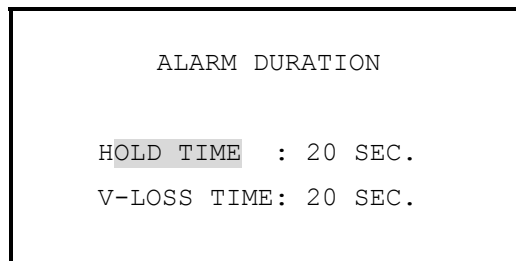 ALARM DURATION
HOLD TIME : 20 SEC.
V-LOSS TIME: 20 SEC.